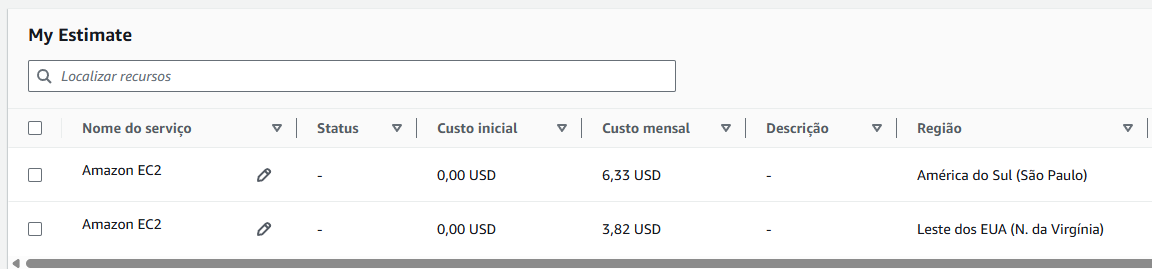 My Estimate
Localizar recursos
Nome do serviço Status Custo inicial Custo mensal Descrição Região
Amazon EC2 - 0,00 USD 6,33 USD - América do Sul (São Paulo)
Amazon EC2 - 0,00 USD 3,82 USD - Leste dos EUA (N. da Virgínia)